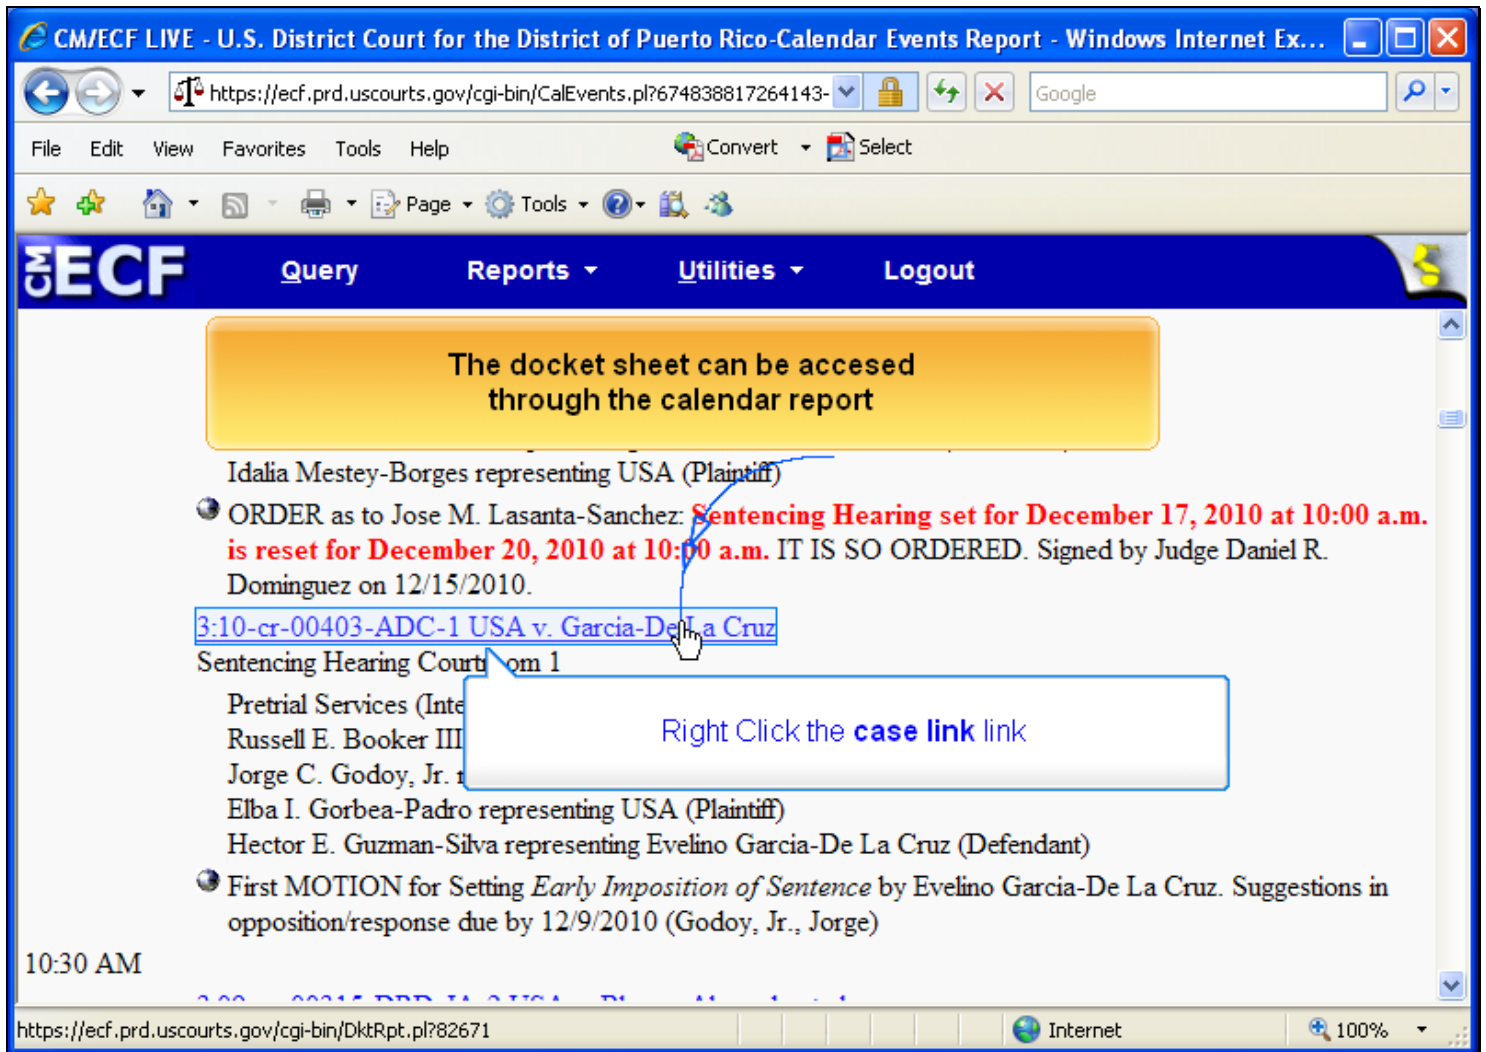 CM/ECF LIVE - U.S. District Court for the District of Puerto Rico-Calendar Events Report - Windows Internet Ex...
https://ecf.prd.uscourts.gov/cgi-bin/CalEvents.pl?674838817264143-
Google
File Edit View Favorites Tools Help
Convert Select
Page Tools
CM ECF Query Reports Utilities Logout
The docket sheet can be accesed
through the calendar report
Idalia Mestey-Borges representing USA (Plaintiff)
ORDER as to Jose M. Lasanta-Sanchez: Sentencing Hearing set for December 17, 2010 at 10:00 a.m.
is reset for December 20, 2010 at 10:00 a.m. IT IS SO ORDERED. Signed by Judge Daniel R.
Dominguez on 12/15/2010.
3:10-cr-00403-ADC-1 USA v. Garcia-De La Cruz
Sentencing Hearing Courtroom 1
Pretrial Services (Inte
Russell E. Booker III
Jorge C. Godoy, Jr.
Right Click the case link link
Elba I. Gorbea-Padro representing USA (Plaintiff)
Hector E. Guzman-Silva representing Evelino Garcia-De La Cruz (Defendant)
First MOTION for Setting Early Imposition of Sentence by Evelino Garcia-De La Cruz. Suggestions in
opposition/response due by 12/9/2010 (Godoy, Jr., Jorge)
10:30 AM
https://ecf.prd.uscourts.gov/cgi-bin/DktRpt.pl?82671
Internet
100%